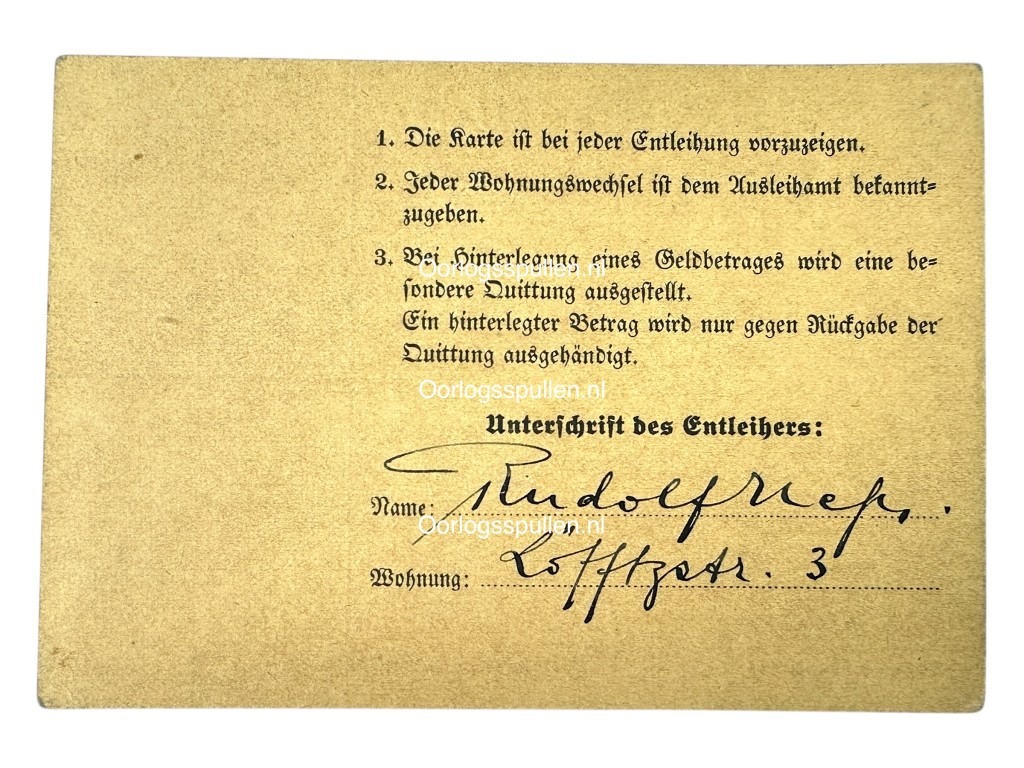 1. Die Karte ist bei jeder Entleihung vorzuzeigen.
2. Jeder Wohnungswechsel ist dem Ausleihamt bekannt=
zugeben.
3. Bei Hinterlegung eines Geldbetrages wird eine be=
sondere Quittung ausgestellt.
Oorlogsspullen.nl
Ein hinterlegter Betrag wird nur gegen Rückgabe der
Quittung ausgehändigt.
Oorlogsspullen.nl
Unterschrift des Entleihers:
Name: Rudolf
Oorlogsspullen.nl
Wohnung: Löfftzstr. 3